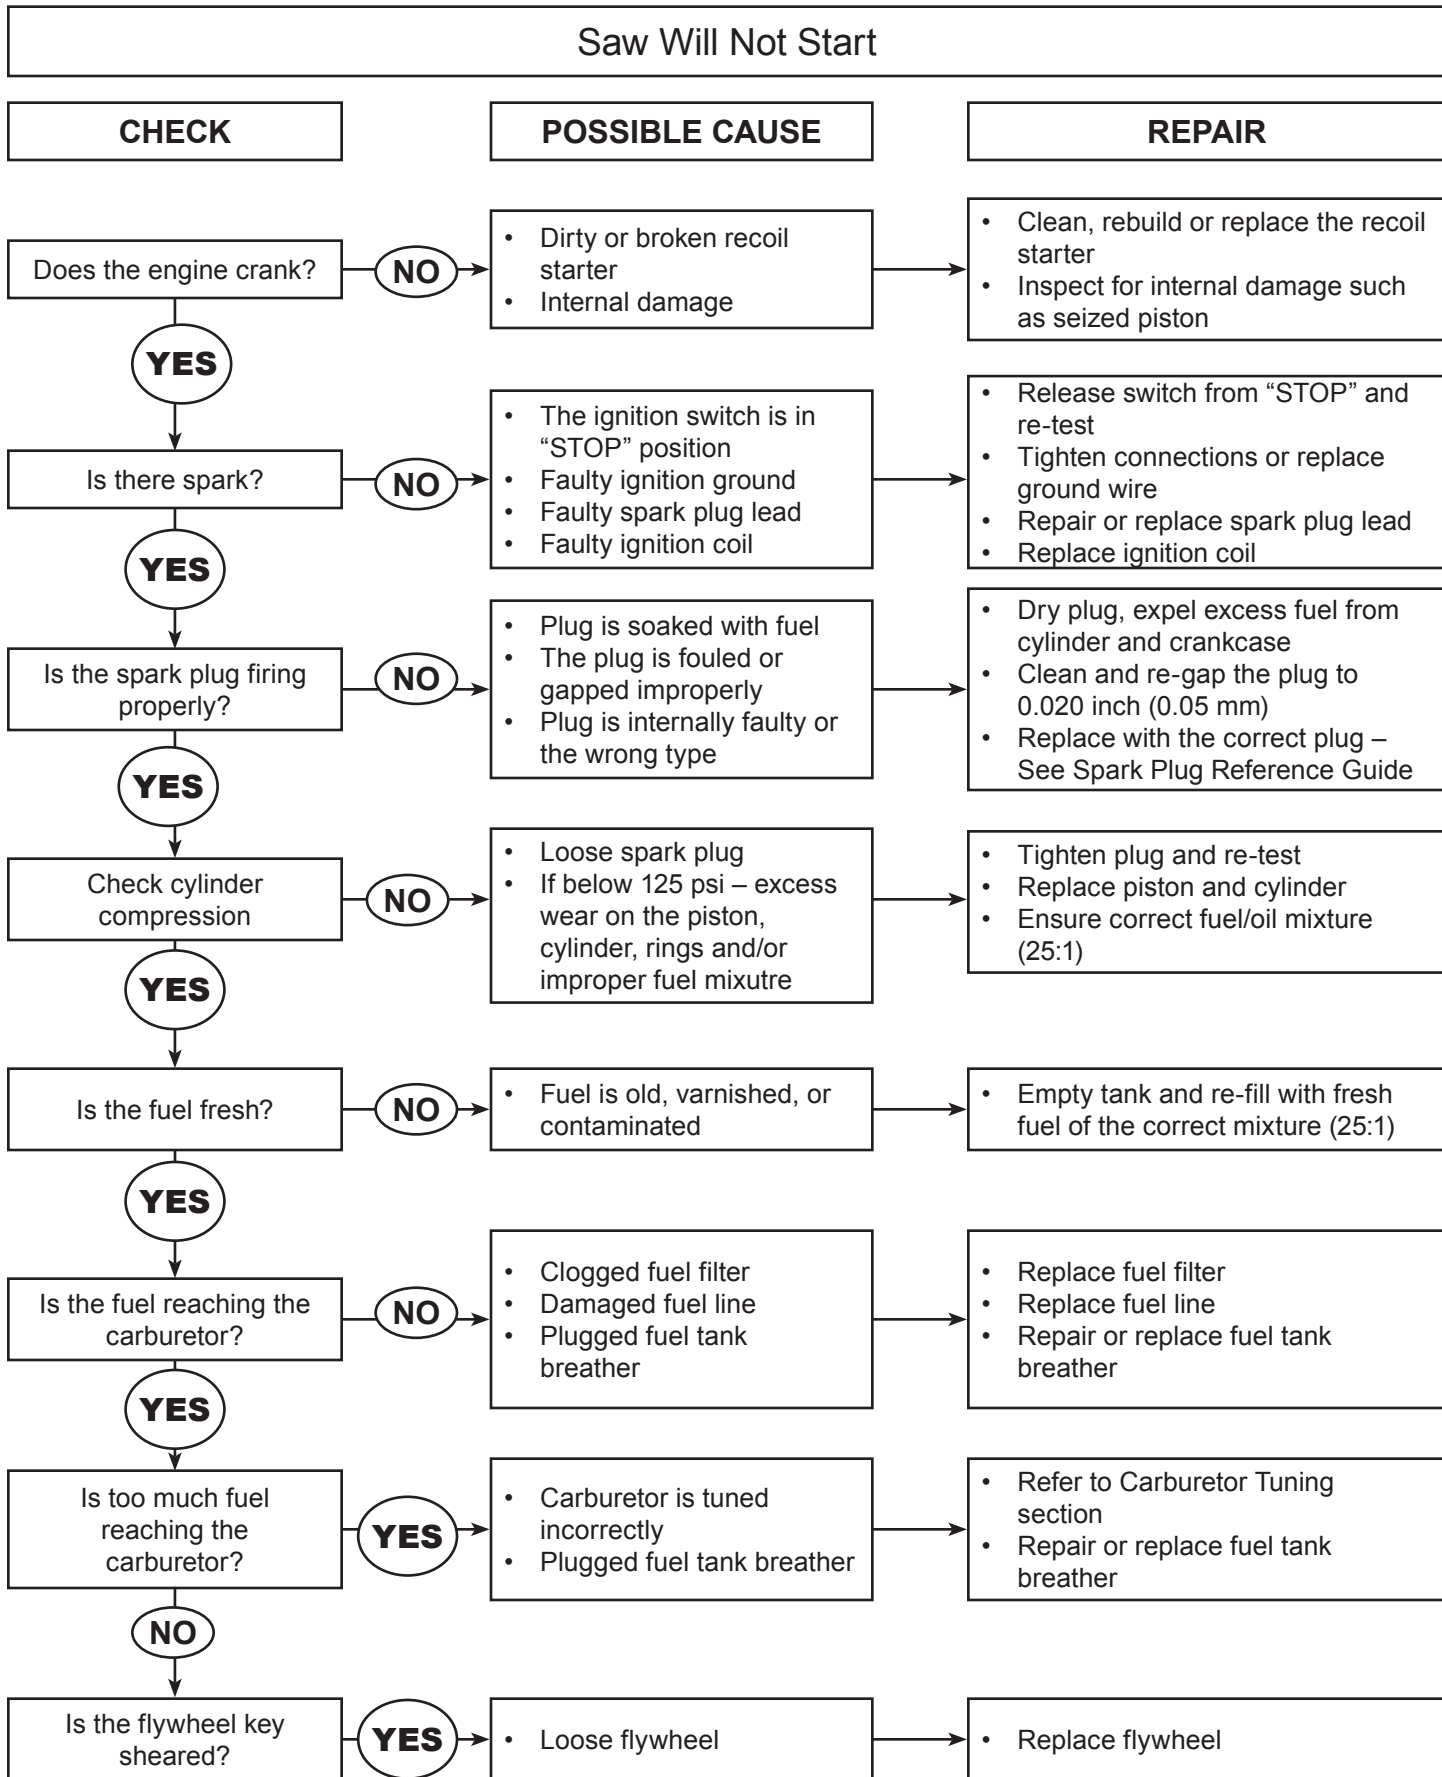 Saw Will Not Start
CHECK
POSSIBLE CAUSE
REPAIR
Does the engine crank?
NO
• Dirty or broken recoil
starter
• Internal damage
• Clean, rebuild or replace the recoil
starter
• Inspect for internal damage such
as seized piston
YES
Is there spark?
NO
• The ignition switch is in
“STOP” position
• Faulty ignition ground
• Faulty spark plug lead
• Faulty ignition coil
• Release switch from “STOP” and
re-test
• Tighten connections or replace
ground wire
• Repair or replace spark plug lead
• Replace ignition coil
YES
Is the spark plug firing
properly?
NO
• Plug is soaked with fuel
• The plug is fouled or
gapped improperly
• Plug is internally faulty or
the wrong type
• Dry plug, expel excess fuel from
cylinder and crankcase
• Clean and re-gap the plug to
0.020 inch (0.05 mm)
• Replace with the correct plug –
See Spark Plug Reference Guide
YES
Check cylinder
compression
NO
• Loose spark plug
• If below 125 psi – excess
wear on the piston,
cylinder, rings and/or
improper fuel mixutre
• Tighten plug and re-test
• Replace piston and cylinder
• Ensure correct fuel/oil mixture
(25:1)
YES
Is the fuel fresh?
NO
• Fuel is old, varnished, or
contaminated
• Empty tank and re-fill with fresh
fuel of the correct mixture (25:1)
YES
Is the fuel reaching the
carburetor?
NO
• Clogged fuel filter
• Damaged fuel line
• Plugged fuel tank
breather
• Replace fuel filter
• Replace fuel line
• Repair or replace fuel tank
breather
YES
Is too much fuel
reaching the
carburetor?
YES
• Carburetor is tuned
incorrectly
• Plugged fuel tank breather
• Refer to Carburetor Tuning
section
• Repair or replace fuel tank
breather
NO
Is the flywheel key
sheared?
YES
• Loose flywheel
• Replace flywheel